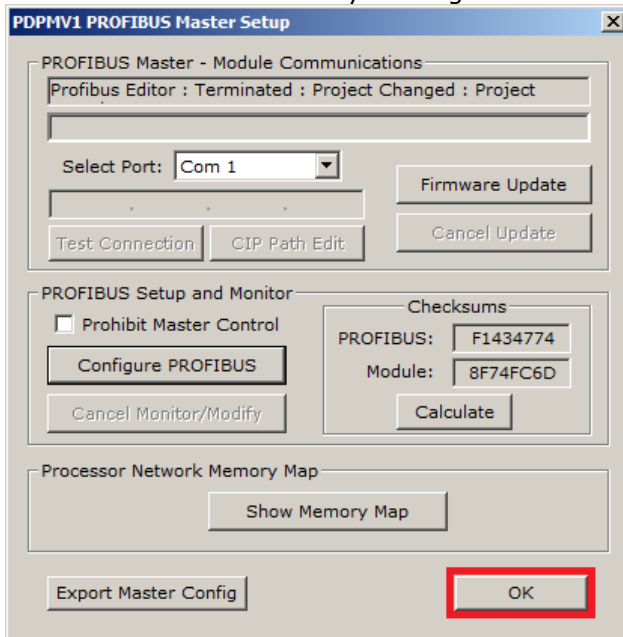 PDPMV1 PROFIBUS Master Setup
PROFIBUS Master - Module Communications
Profibus Editor : Terminated : Project Changed : Project
Select Port: Com 1
Firmware Update
. . .
Test Connection CIP Path Edit Cancel Update
PROFIBUS Setup and Monitor
Checksums
Prohibit Master Control
PROFIBUS: F1434774
Configure PROFIBUS
Module: 8F74FC6D
Cancel Monitor/Modify Calculate
Processor Network Memory Map
Show Memory Map
Export Master Config OK